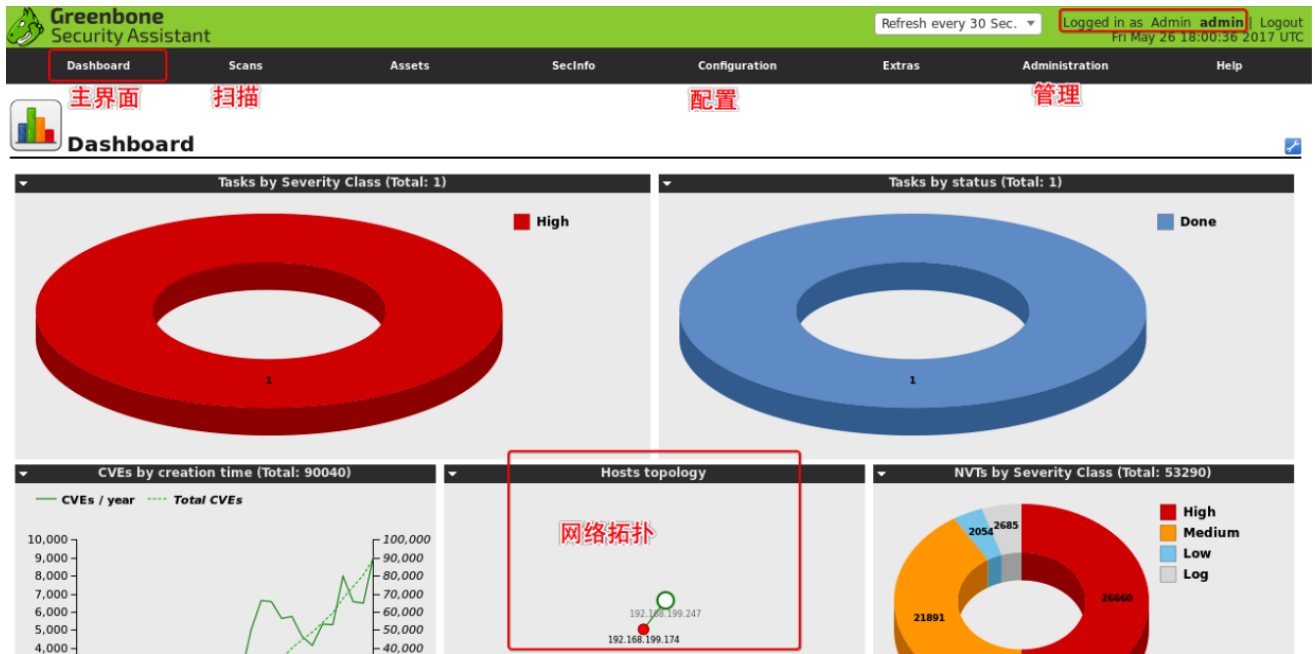 Greenbone
Security Assistant
Refresh every 30 Sec.
Logged in as Admin admin | Logout
Fri May 26 18:00:36 2017 UTC
Dashboard Scans Assets SecInfo Configuration Extras Administration Help
主界面 扫描 配置 管理
Dashboard
Tasks by Severity Class (Total: 1)
High
1
Tasks by status (Total: 1)
Done
1
CVEs by creation time (Total: 90040)
CVEs / year Total CVEs
10,000 100,000
9,000 90,000
8,000 80,000
7,000 70,000
6,000 60,000
5,000 50,000
4,000 40,000
Hosts topology
网络拓扑
192.168.199.247
192.168.199.174
NVTs by Severity Class (Total: 53290)
High
Medium
Low
Log
2054 2685
26660
21891